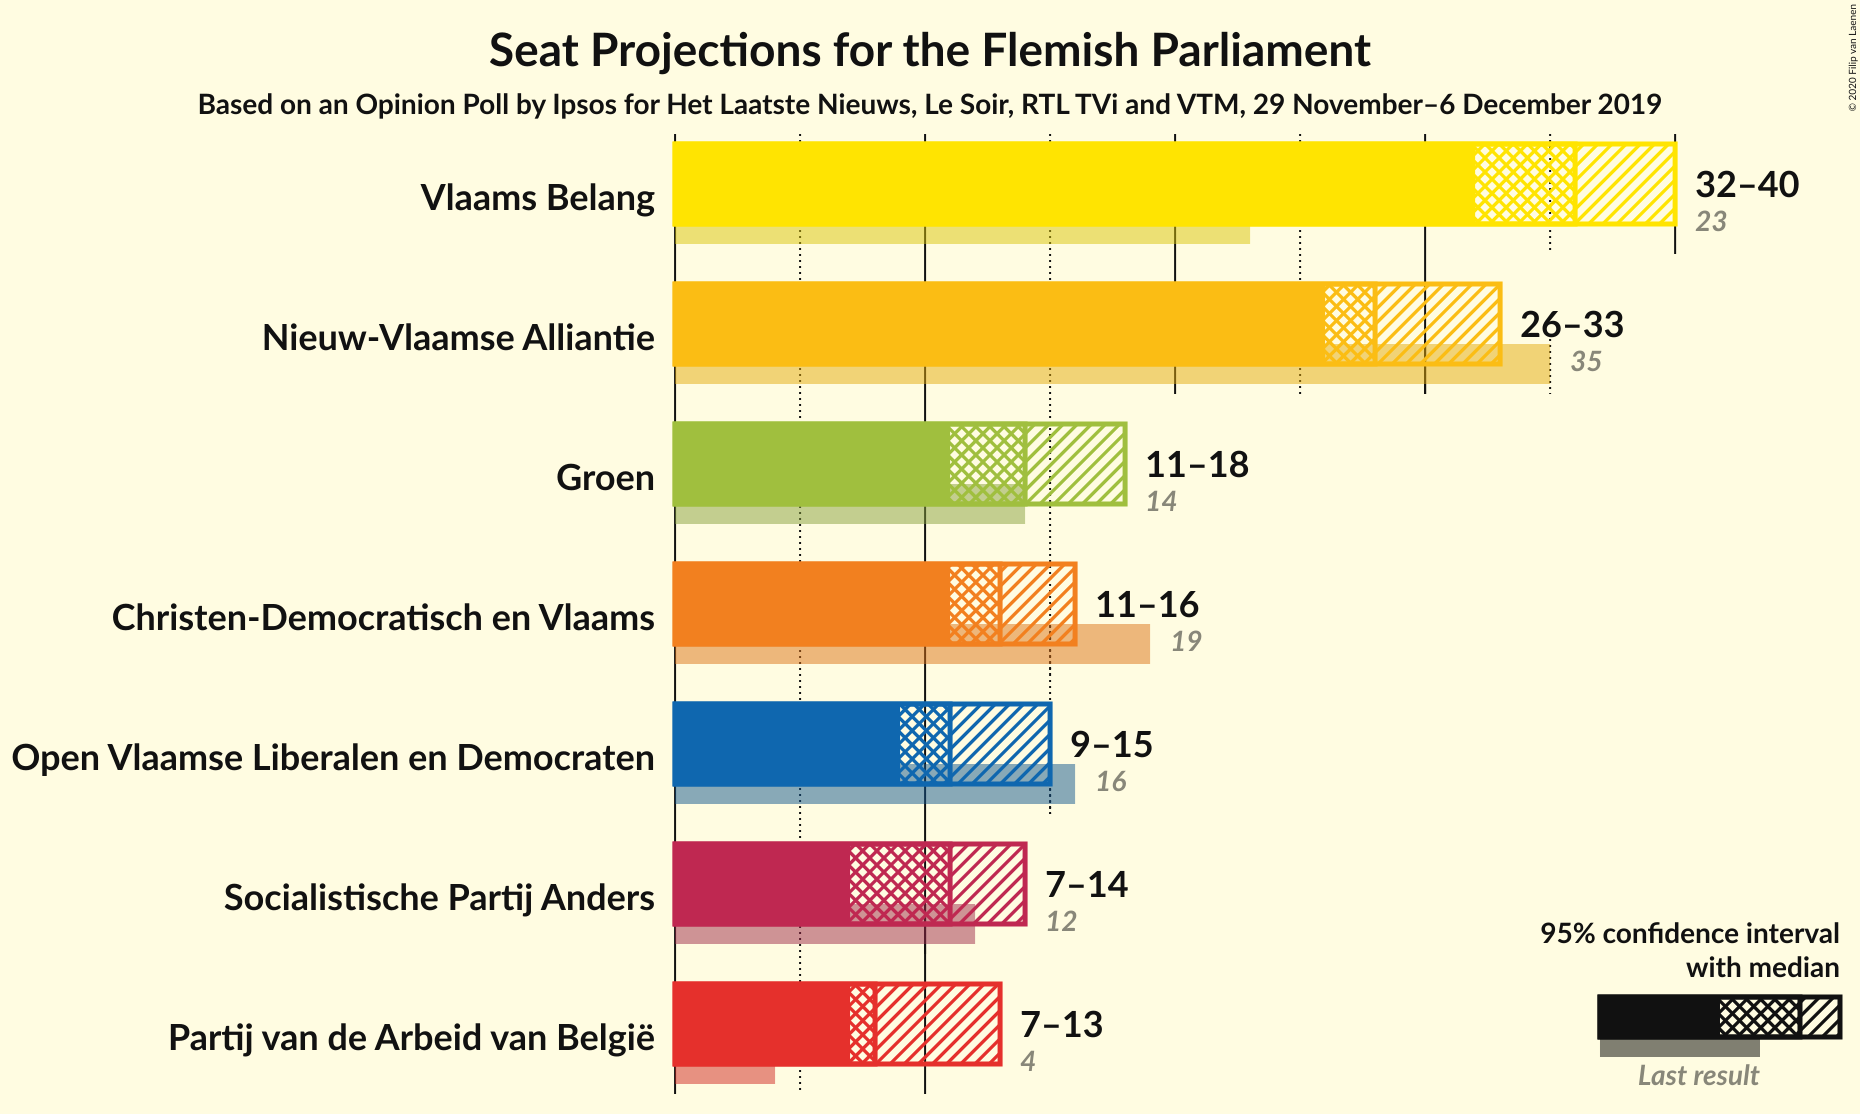 Seat Projections for the Flemish Parliament
Based on an Opinion Poll by Ipsos for Het Laatste Nieuws, Le Soir, RTL TVi and VTM, 29 November–6 December 2019
© 2020 Filip van Laenen
Vlaams Belang
32–40
23
Nieuw-Vlaamse Alliantie
26–33
35
Groen
11–18
14
Christen-Democratisch en Vlaams
11–16
19
Open Vlaamse Liberalen en Democraten
9–15
16
Socialistische Partij Anders
7–14
12
Partij van de Arbeid van België
7–13
4
95% confidence interval
with median
Last result